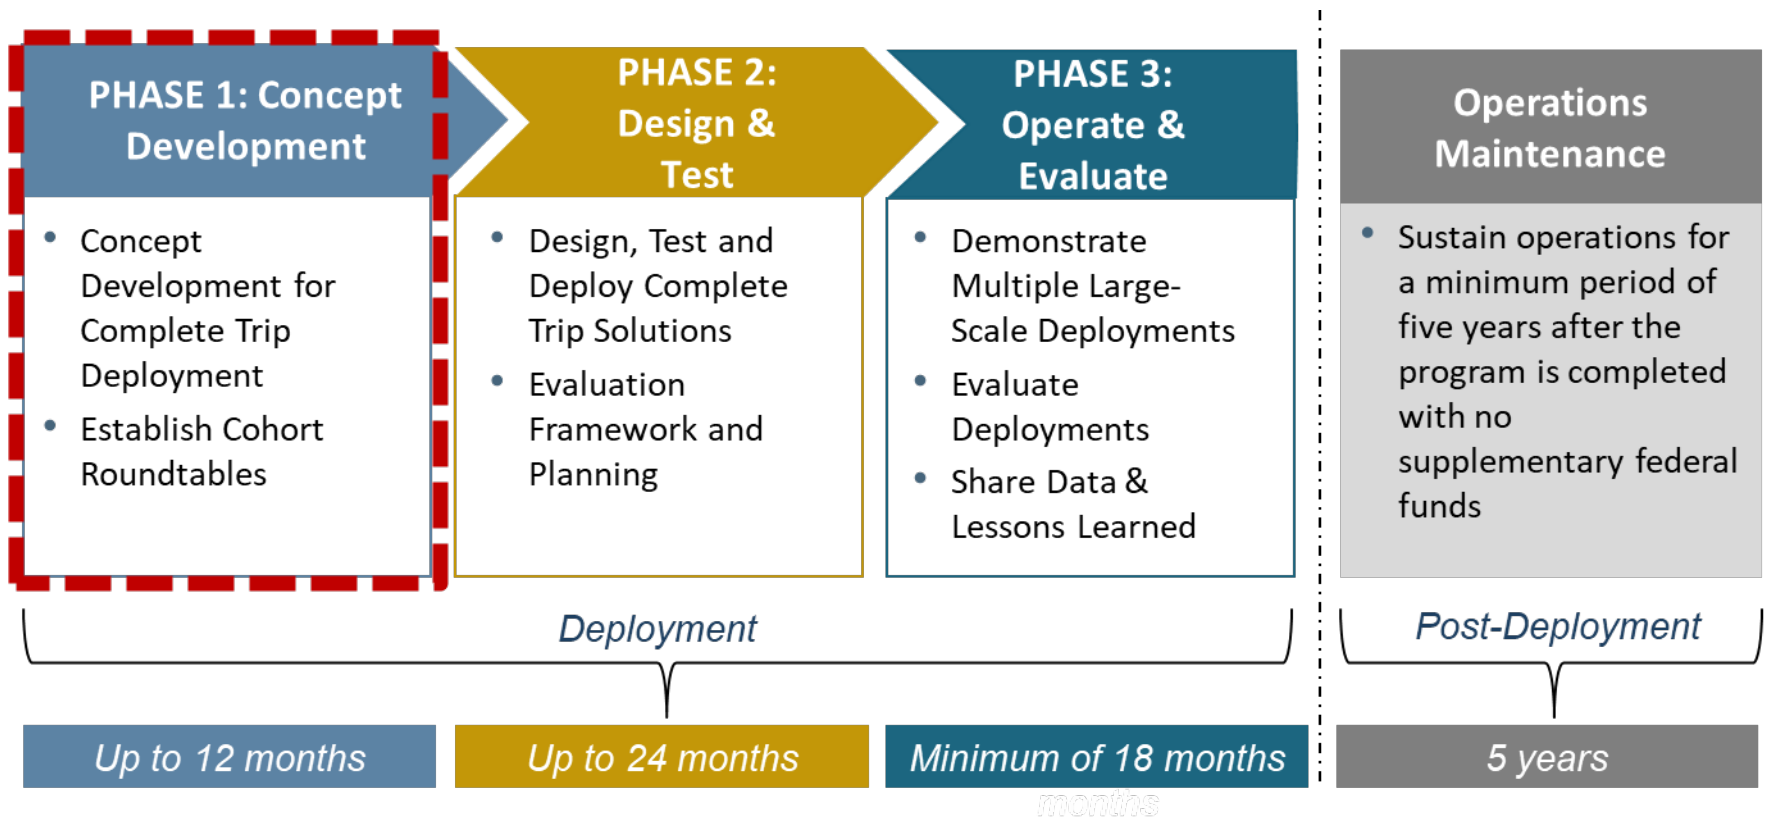 PHASE 1: Concept
Development
• Concept
Development for
Complete Trip
Deployment
• Establish Cohort
Roundtables
PHASE 2:
Design &
Test
• Design, Test and
Deploy Complete
Trip Solutions
• Evaluation
Framework and
Planning
PHASE 3:
Operate &
Evaluate
• Demonstrate
Multiple Large-
Scale Deployments
• Evaluate
Deployments
• Share Data &
Lessons Learned
Operations
Maintenance
• Sustain operations for
a minimum period of
five years after the
program is completed
with no
supplementary federal
funds
Deployment
Post-Deployment
Up to 12 months
Up to 24 months
Minimum of 18 months
months
5 years